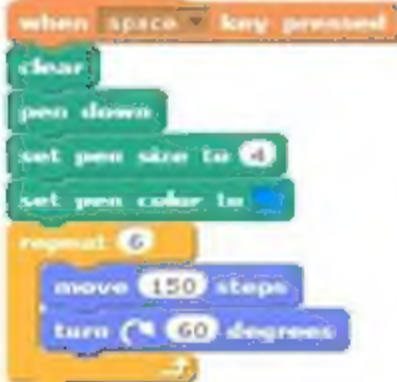 when space key pressed
clear
pen down
set pen size to 4
set pen color to
repeat 6
move 150 steps
turn 60 degrees